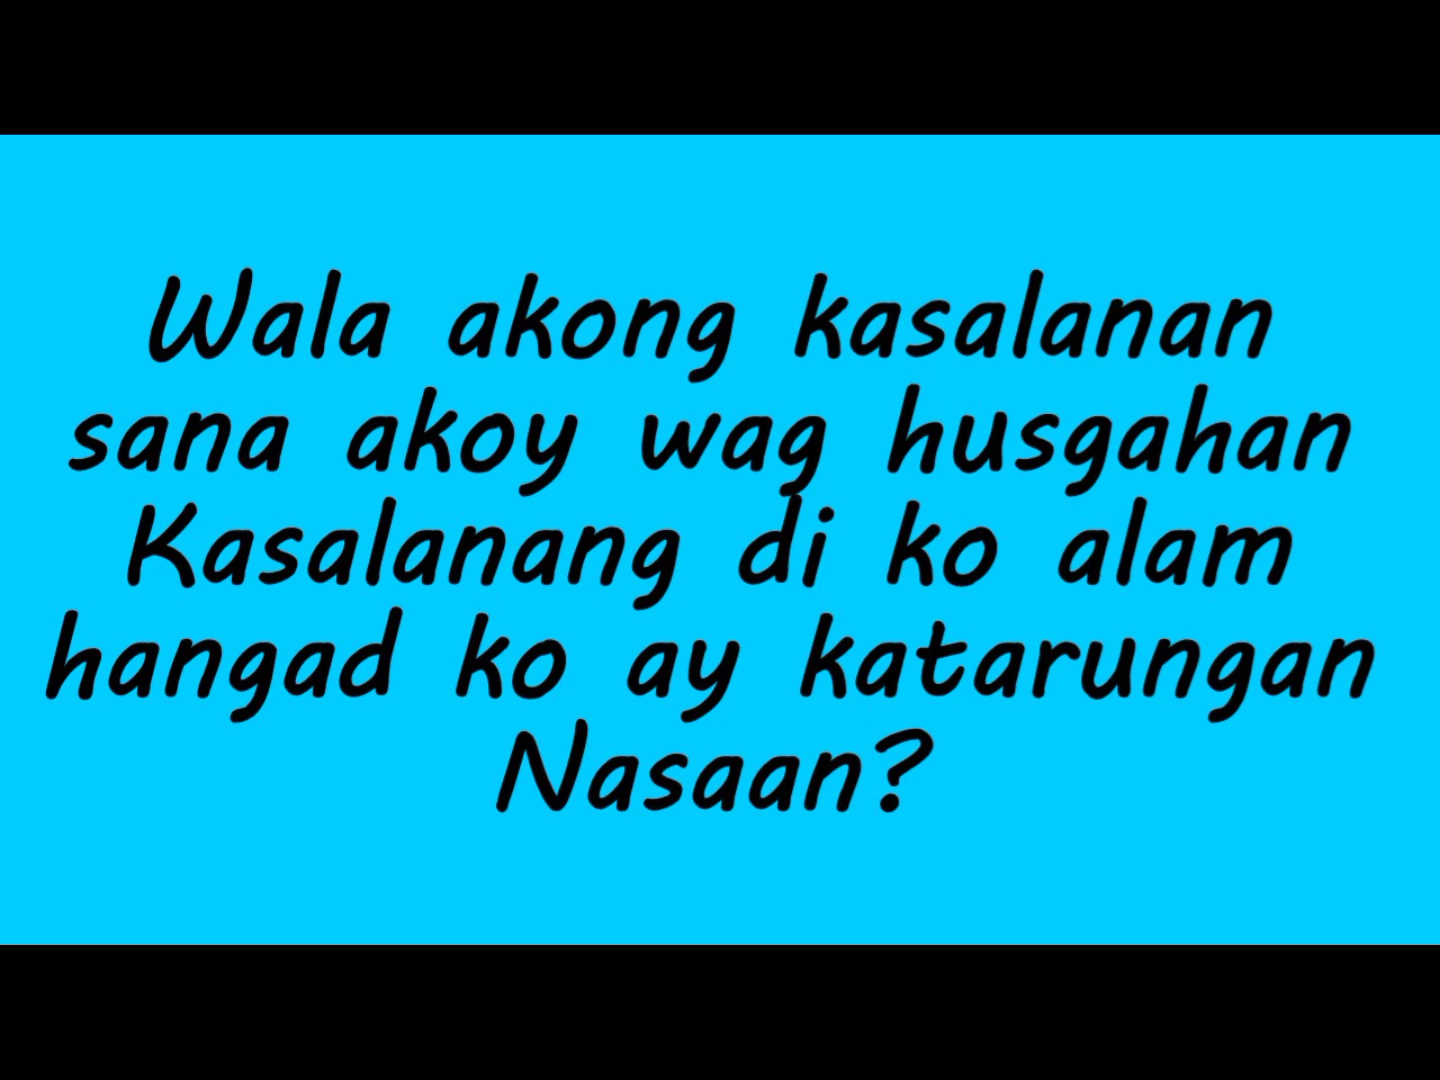 Wala akong kasalanan
sana akoy wag husgahan
Kasalanang di ko alam
hangad ko ay katarungan
Nasaan?